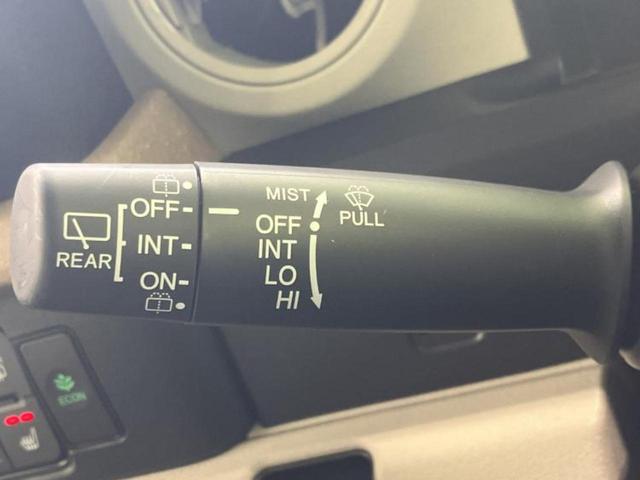 REAR
OFF
INT
ON
MIST
OFF
INT
LO
HI
PULL
ECON